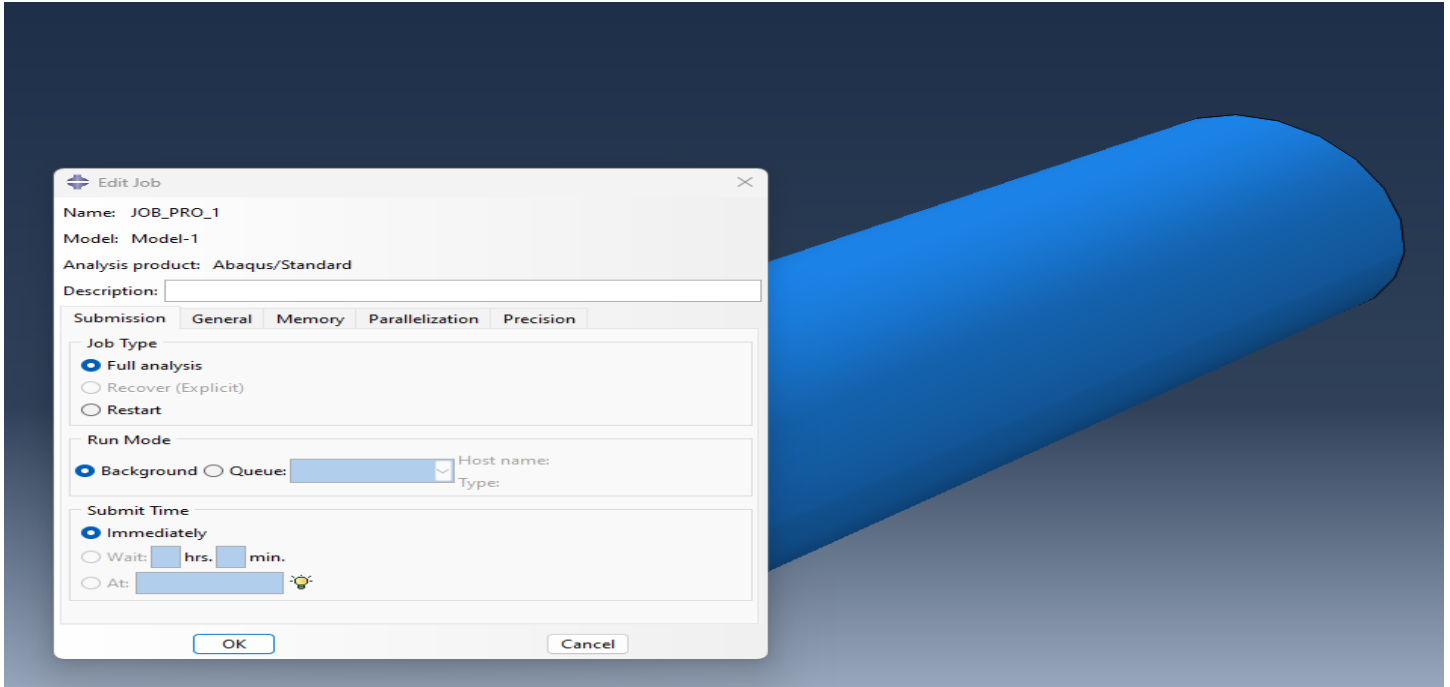 Edit Job
Name: JOB_PRO_1
Model: Model-1
Analysis product: Abaqus/Standard
Description:
Submission General Memory Parallelization Precision
Job Type
Full analysis
Recover (Explicit)
Restart
Run Mode
Background Queue: Host name:
Type:
Submit Time
Immediately
Wait: hrs. min.
At:
OK Cancel